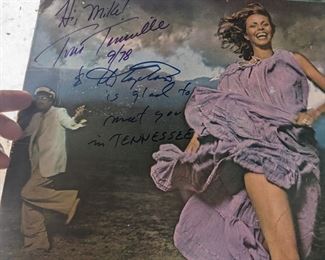 Hi, Mike!
Toni Tennille
9/78
& D
is glad to
meet you
in TENNESSEE!